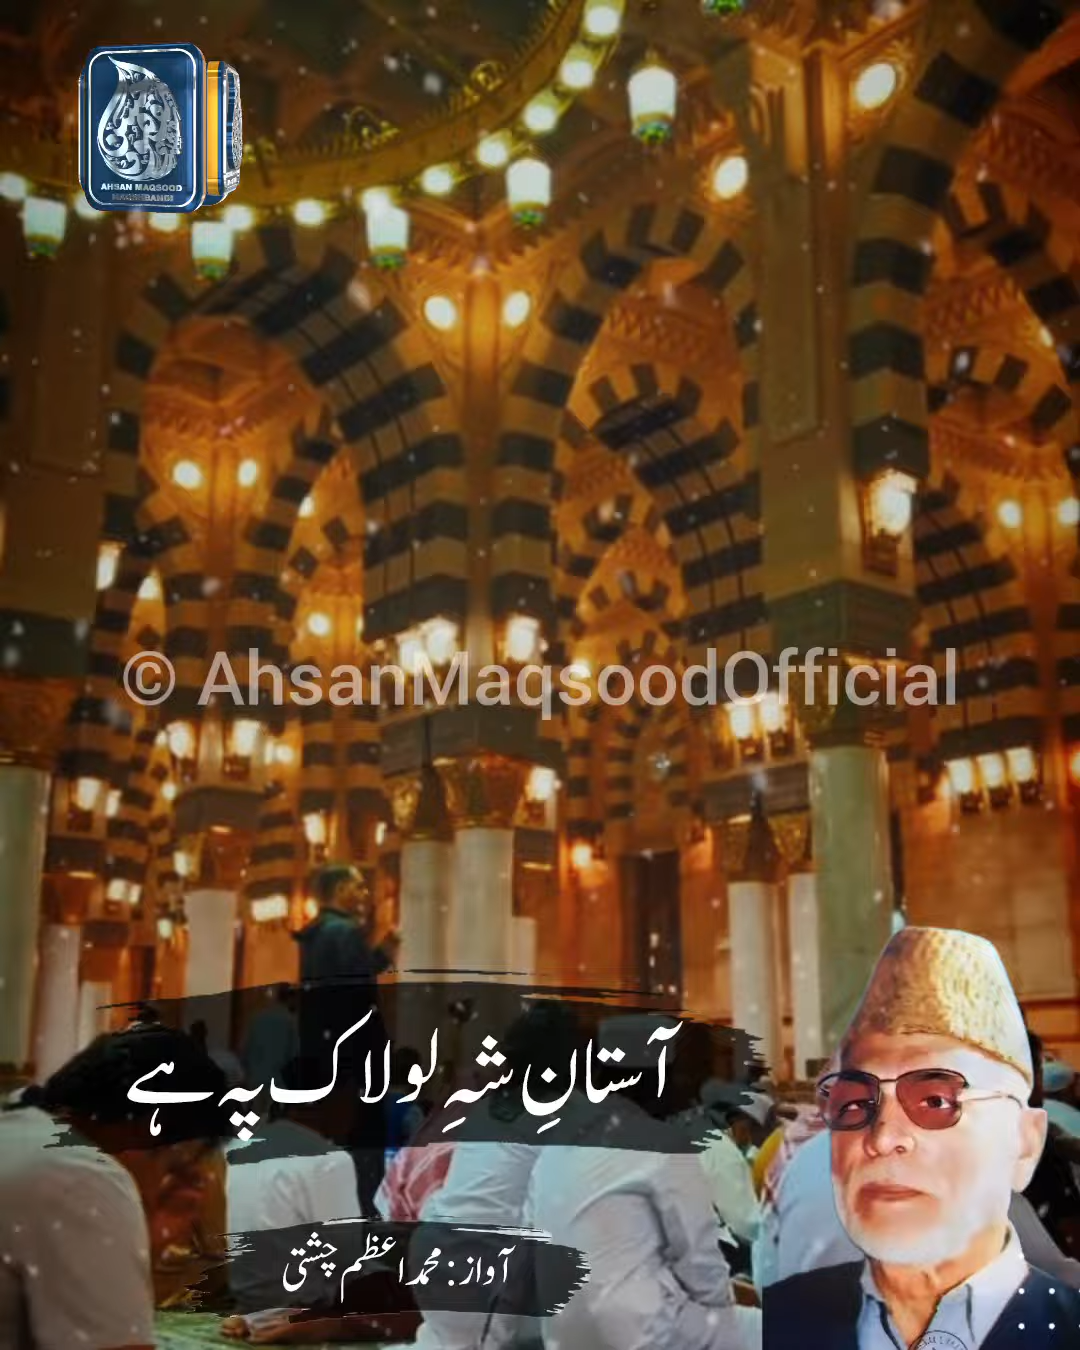 AHSAN MAQSOOD
NAQSHBANDI
© AhsanMaqsoodOfficial
آستانِ شہِ لولاک پہ ہے
آواز: محمد اعظم چشتی